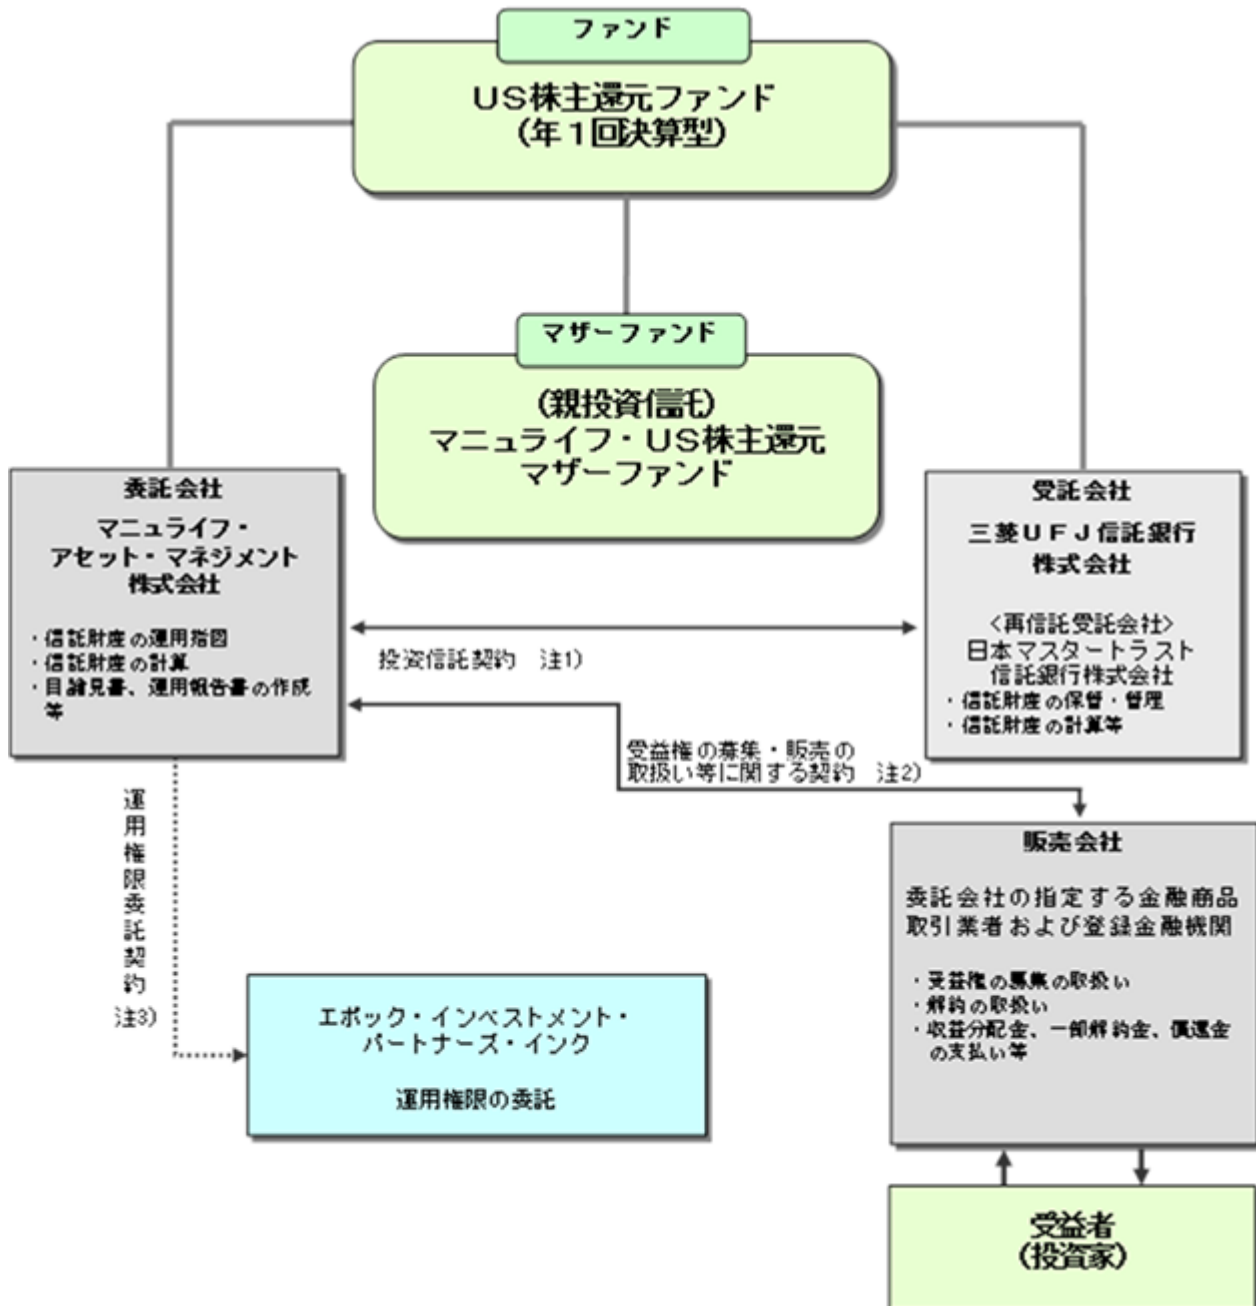 ファンド
US株主還元ファンド
(年1回決算型)
マザーファンド
(親投資信託)
マニュライフ・US株主還元
マザーファンド
委託会社
マニュライフ・
アセット・マネジメント
株式会社
・信託財産の運用指図
・信託財産の計算
・目論見書、運用報告書の作成
等
受託会社
三菱UFJ信託銀行
株式会社
<再信託受託会社>
日本マスタートラスト
信託銀行株式会社
・信託財産の保管・管理
・信託財産の計算等
投資信託契約 注1)
受益権の募集・販売の
取扱い等に関する契約 注2)
運用権限委託契約
注3)
販売会社
委託会社の指定する金融商品
取引業者および登録金融機関
・受益権の募集の取扱い
・解約の取扱い
・収益分配金、一部解約金、償還金
の支払い等
エポック・インベストメント・
パートナーズ・インク
運用権限の委託
受益者
(投資家)